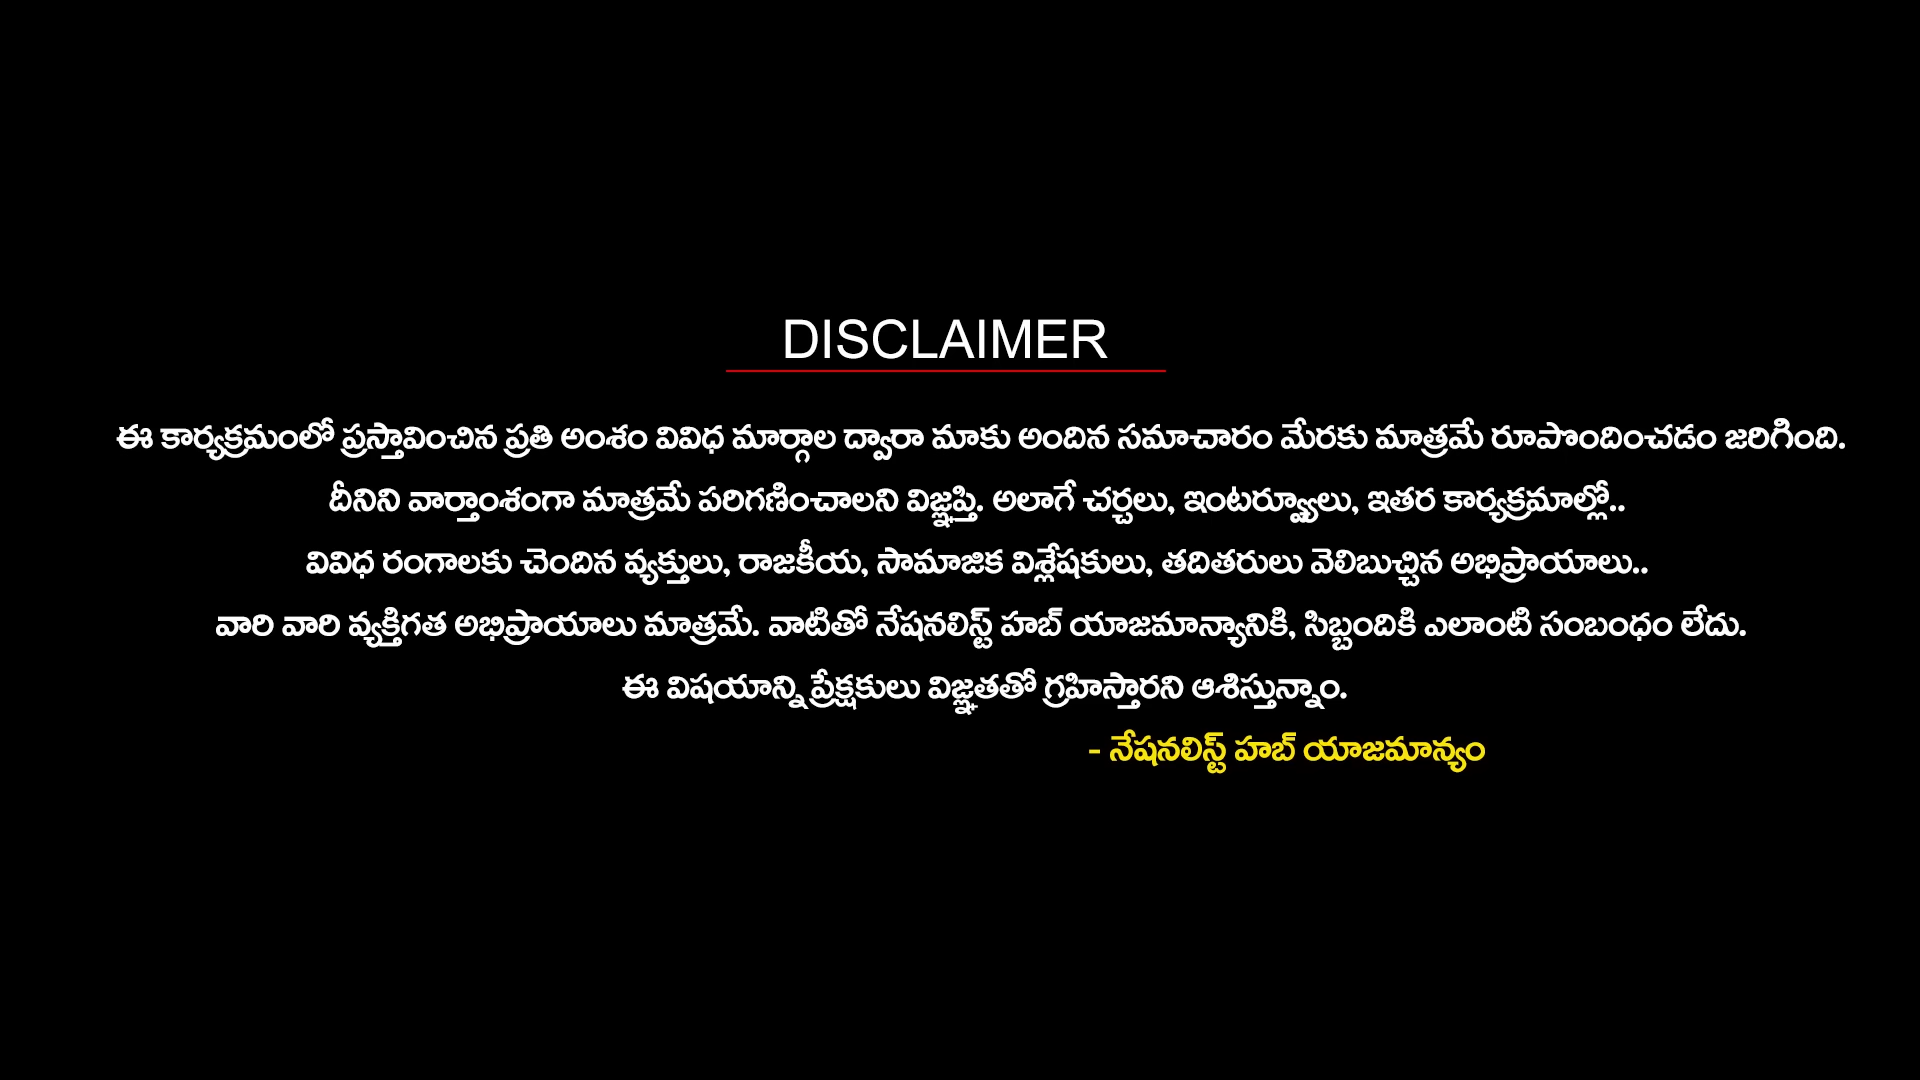 DISCLAIMER
ఈ కార్యక్రమంలో ప్రస్తావించిన ప్రతి అంశం వివిధ మార్గాల ద్వారా మాకు అందిన సమాచారం మేరకు మాత్రమే రూపొందించడం జరిగింది.
దీనిని వార్తాంశంగా మాత్రమే పరిగణించాలని విజ్ఞప్తి. అలాగే చర్చలు, ఇంటర్వ్యూలు, ఇతర కార్యక్రమాల్లో..
వివిధ రంగాలకు చెందిన వ్యక్తులు, రాజకీయ, సామాజిక విశ్లేషకులు, తదితరులు వెలిబుచ్చిన అభిప్రాయాలు..
వారి వారి వ్యక్తిగత అభిప్రాయాలు మాత్రమే. వాటితో నేషనలిస్ట్ హబ్ యాజమాన్యానికి, సిబ్బందికి ఎలాంటి సంబంధం లేదు.
ఈ విషయాన్ని ప్రేక్షకులు విజ్ఞతతో గ్రహిస్తారని ఆశిస్తున్నాం.
- నేషనలిస్ట్ హబ్ యాజమాన్యం